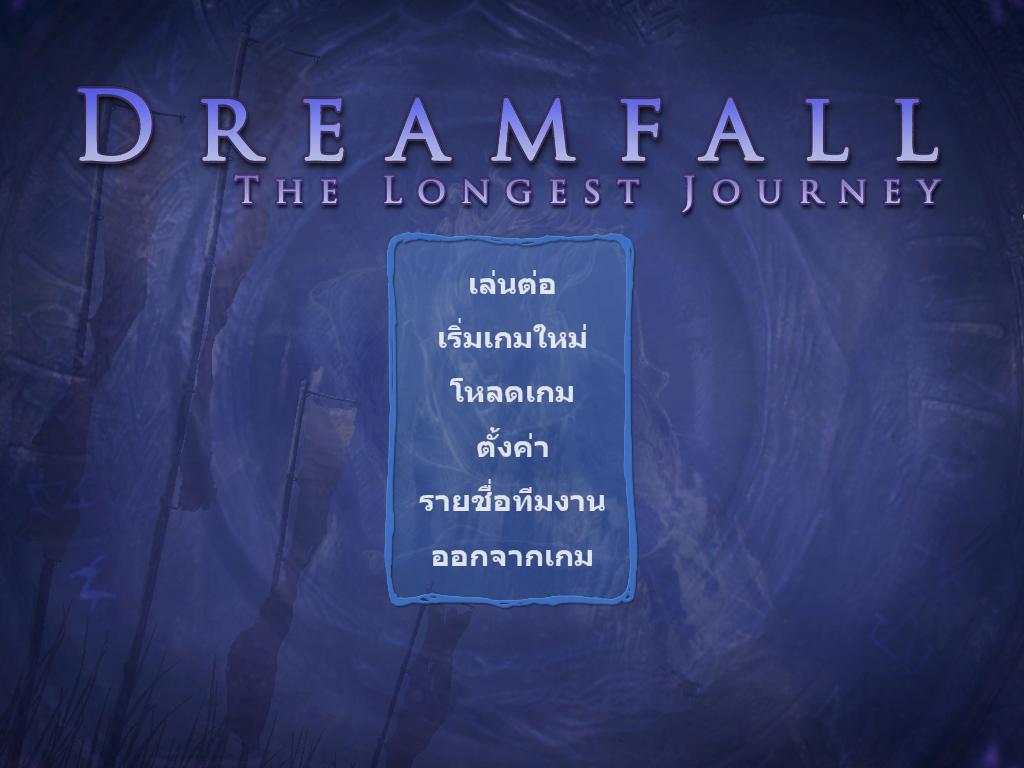 DREAMFALL
THE LONGEST JOURNEY
เล่นต่อ
เริ่มเกมใหม่
โหลดเกม
ตั้งค่า
รายชื่อทีมงาน
ออกจากเกม